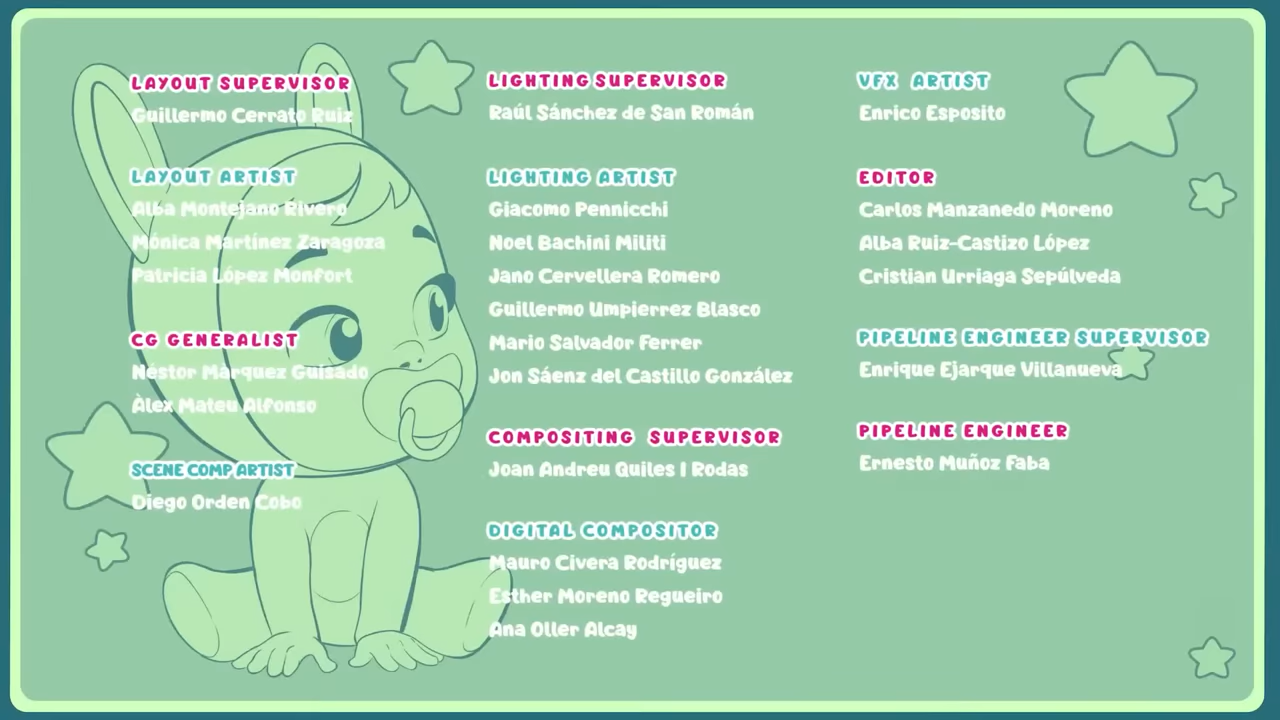 LAYOUT SUPERVISOR
Guillermo Cerrato Ruiz
LAYOUT ARTIST
Alba Montejano Rivero
Mónica Martínez Zaragoza
Patricia López Monfort
CG GENERALIST
Néstor Màrquez Guisado
Àlex Mateu Alfonso
SCENE COMP ARTIST
Diego Orden Cobo
LIGHTING SUPERVISOR
Raúl Sánchez de San Román
LIGHTING ARTIST
Giacomo Pennicchi
Noel Bachini Militi
Jano Cervellera Romero
Guillermo Umpierrez Blasco
Mario Salvador Ferrer
Jon Sáenz del Castillo González
COMPOSITING SUPERVISOR
Joan Andreu Quiles I Rodas
DIGITAL COMPOSITOR
Mauro Civera Rodríguez
Esther Moreno Regueiro
Ana Oller Alcay
VFX ARTIST
Enrico Esposito
EDITOR
Carlos Manzanedo Moreno
Alba Ruiz-Castizo López
Cristian Urriaga Sepúlveda
PIPELINE ENGINEER SUPERVISOR
Enrique Ejarque Villanueva
PIPELINE ENGINEER
Ernesto Muñoz Faba